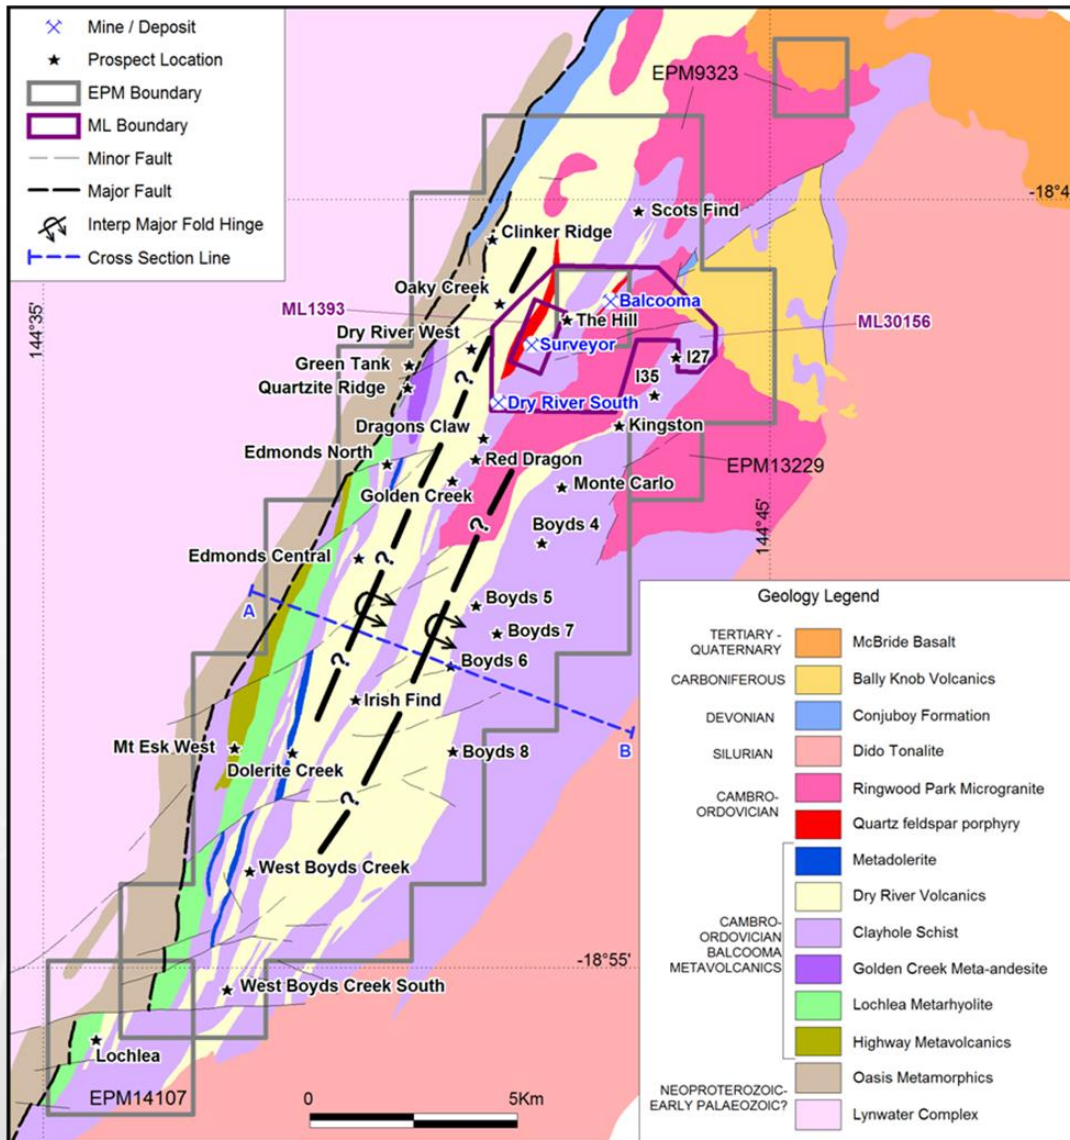 Mine / Deposit
Prospect Location
EPM Boundary
ML Boundary
Minor Fault
Major Fault
Interp Major Fold Hinge
Cross Section Line
EPM9323
-18°4
Scots Find
Clinker Ridge
Oaky Creek
Balcooma
ML1393
The Hill
ML30156
144°35'
Dry River West
Surveyor
Green Tank
I27
Quartzite Ridge
I35
?
Dry River South
Dragons Claw
Kingston
Edmonds North
Red Dragon
EPM13229
Golden Creek
Monte Carlo
144°45'
?
Boyds 4
Edmonds Central
?
A
Boyds 5
Boyds 7
?
Boyds 6
Irish Find
Mt Esk West
B
Dolerite Creek
Boyds 8
?
West Boyds Creek
-18°55
West Boyds Creek South
Lochlea
EPM14107
0
5Km
Geology Legend
TERTIARY -
QUATERNARY
McBride Basalt
CARBONIFEROUS
Bally Knob Volcanics
DEVONIAN
Conjuboy Formation
SILURIAN
Dido Tonalite
CAMBRO-
ORDOVICIAN
Ringwood Park Microgranite
Quartz feldspar porphyry
CAMBRO-
ORDOVICIAN
BALCOOMA
METAVOLCANICS
Metadolerite
Dry River Volcanics
Clayhole Schist
Golden Creek Meta-andesite
Lochlea Metarhyolite
Highway Metavolcanics
NEOPROTEROZOIC-
EARLY PALAEOZOIC?
Oasis Metamorphics
Lynwater Complex